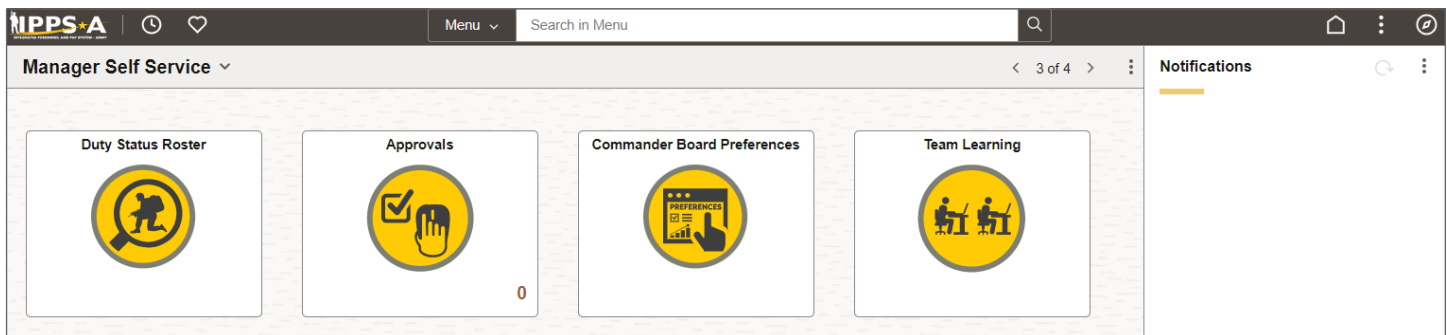 IPPS★A
INTEGRATED PERSONNEL AND PAY SYSTEM - ARMY
Menu
Search in Menu
Manager Self Service
3 of 4
Notifications
Duty Status Roster
Approvals
0
Commander Board Preferences
PREFERENCES
Team Learning